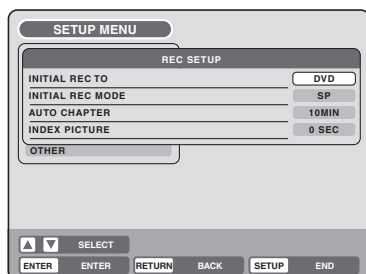 SETUP MENU
REC SETUP
INITIAL REC TO DVD
INITIAL REC MODE SP
AUTO CHAPTER 10MIN
INDEX PICTURE 0 SEC
OTHER
SELECT
ENTER ENTER RETURN BACK SETUP END